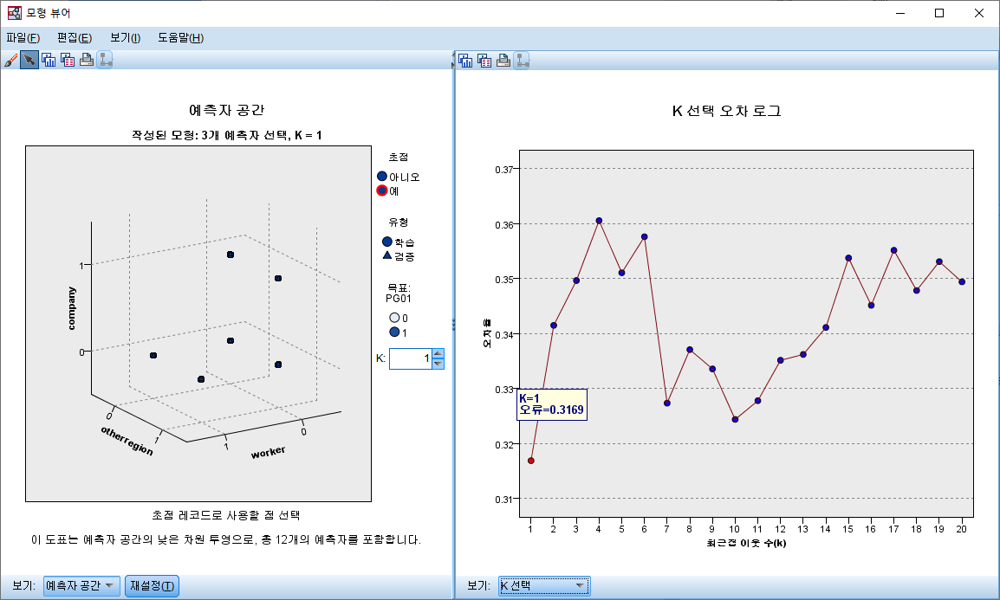 모형 뷰어
파일(F) 편집(E) 보기(I) 도움말(H)
예측자 공간
작성된 모형: 3개 예측자 선택, K = 1
초점
아니오
예
유형
학습
검증
목표:
PG01
0
1
K: 1
company
1
0
otherregion
0
1
worker
1
0
초점 레코드로 사용할 점 선택
이 도표는 예측자 공간의 낮은 차원 투영으로, 총 12개의 예측자를 포함합니다.
보기: 예측자 공간 재설정(T)
K 선택 오차 로그
오차율
0.37
0.36
0.35
0.34
0.33
0.32
0.31
K=1
오류=0.3169
1 2 3 4 5 6 7 8 9 10 11 12 13 14 15 16 17 18 19 20
최근접 이웃 수(k)
보기: K 선택